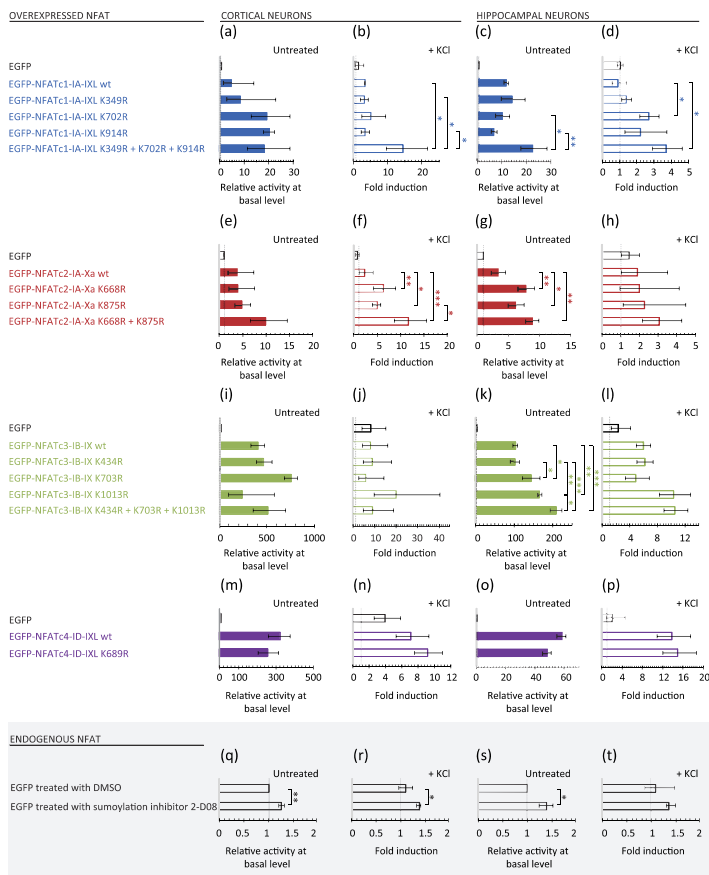 OVEREXPRESSED NFAT
CORTICAL NEURONS
HIPPOCAMPAL NEURONS
(a) (b) (c) (d)
Untreated + KCl Untreated + KCl
EGFP
EGFP-NFATc1-IA-IXL wt
EGFP-NFATc1-IA-IXL K349R
EGFP-NFATc1-IA-IXL K702R
EGFP-NFATc1-IA-IXL K914R
EGFP-NFATc1-IA-IXL K349R + K702R + K914R
* * * * ** * *
0 10 20 30 0 10 20 0 10 20 30 0 1 2 3 4 5
Relative activity at basal level Fold induction Relative activity at basal level Fold induction
(e) (f) (g) (h)
Untreated + KCl Untreated + KCl
EGFP
EGFP-NFATc2-IA-Xa wt
EGFP-NFATc2-IA-Xa K668R
EGFP-NFATc2-IA-Xa K875R
EGFP-NFATc2-IA-Xa K668R + K875R
** * *** * ** * **
0 5 10 15 20 0 5 10 15 20 0 5 10 15 0 1 2 3 4 5
Relative activity at basal level Fold induction Relative activity at basal level Fold induction
(i) (j) (k) (l)
Untreated + KCl Untreated + KCl
EGFP
EGFP-NFATc3-IB-IX wt
EGFP-NFATc3-IB-IX K434R
EGFP-NFATc3-IB-IX K703R
EGFP-NFATc3-IB-IX K1013R
EGFP-NFATc3-IB-IX K434R + K703R + K1013R
0 500 1000 0 10 20 30 40 0 100 200 0 4 8 12
Relative activity at basal level Fold induction Relative activity at basal level Fold induction
(m) (n) (o) (p)
Untreated + KCl + KCl
EGFP
EGFP-NFATc4-ID-IXL wt
EGFP-NFATc4-ID-IXL K689R
0 100 300 500 0 2 4 6 8 10 12 0 20 40 60 0 4 8 12 16 20
Relative activity at basal level Fold induction Relative activity at basal level Fold induction
ENDOGENOUS NFAT
(q) (r) (s) (t)
Untreated + KCl Untreated + KCl
EGFP treated with DMSO
EGFP treated with sumoylation inhibitor 2-D08
** * *
0 0.5 1 1.5 2 0 0.5 1 1.5 2 0 0.5 1 1.5 2 0 0.5 1 1.5 2
Relative activity at basal level Fold induction Relative activity at basal level Fold induction